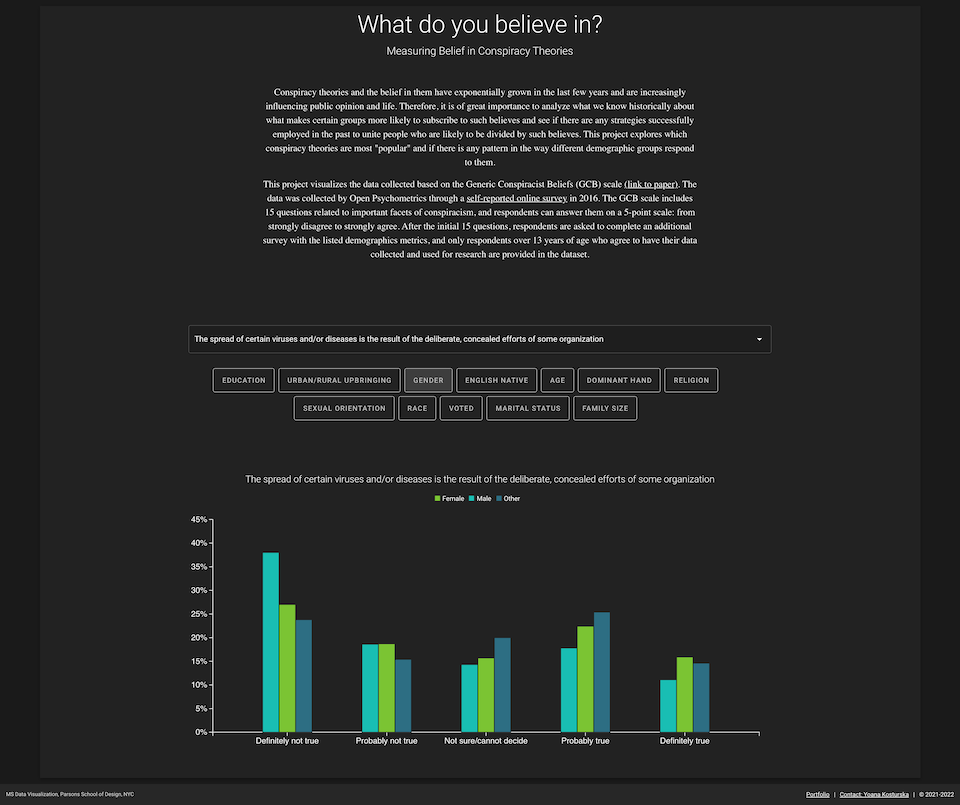 What do you believe in?
Measuring Belief in Conspiracy Theories
Conspiracy theories and the belief in them have exponentially grown in the last few years and are increasingly
influencing public opinion and life. Therefore, it is of great importance to analyze what we know historically about
what makes certain groups more likely to subscribe to such believes and see if there are any strategies successfully
employed in the past to unite people who are likely to be divided by such believes. This project explores which
conspiracy theories are most "popular" and if there is any pattern in the way different demographic groups respond
to them.
This project visualizes the data collected based on the Generic Conspiracist Beliefs (GCB) scale (link to paper). The
data was collected by Open Psychometrics through a self-reported online survey in 2016. The GCB scale includes
15 questions related to important facets of conspiracism, and respondents can answer them on a 5-point scale: from
strongly disagree to strongly agree. After the initial 15 questions, respondents are asked to complete an additional
survey with the listed demographics metrics, and only respondents over 13 years of age who agree to have their data
collected and used for research are provided in the dataset.
The spread of certain viruses and/or diseases is the result of the deliberate, concealed efforts of some organization
EDUCATION URBAN/RURAL UPBRINGING GENDER ENGLISH NATIVE AGE DOMINANT HAND RELIGION
SEXUAL ORIENTATION RACE VOTED MARITAL STATUS FAMILY SIZE
The spread of certain viruses and/or diseases is the result of the deliberate, concealed efforts of some organization
Female Male Other
45%
40%
35%
30%
25%
20%
15%
10%
5%
0%
Definitely not true Probably not true Not sure/cannot decide Probably true Definitely true
MS Data Visualization, Parsons School of Design, NYC Portfolio | Contact: Yoana Kosturska | © 2021-2022